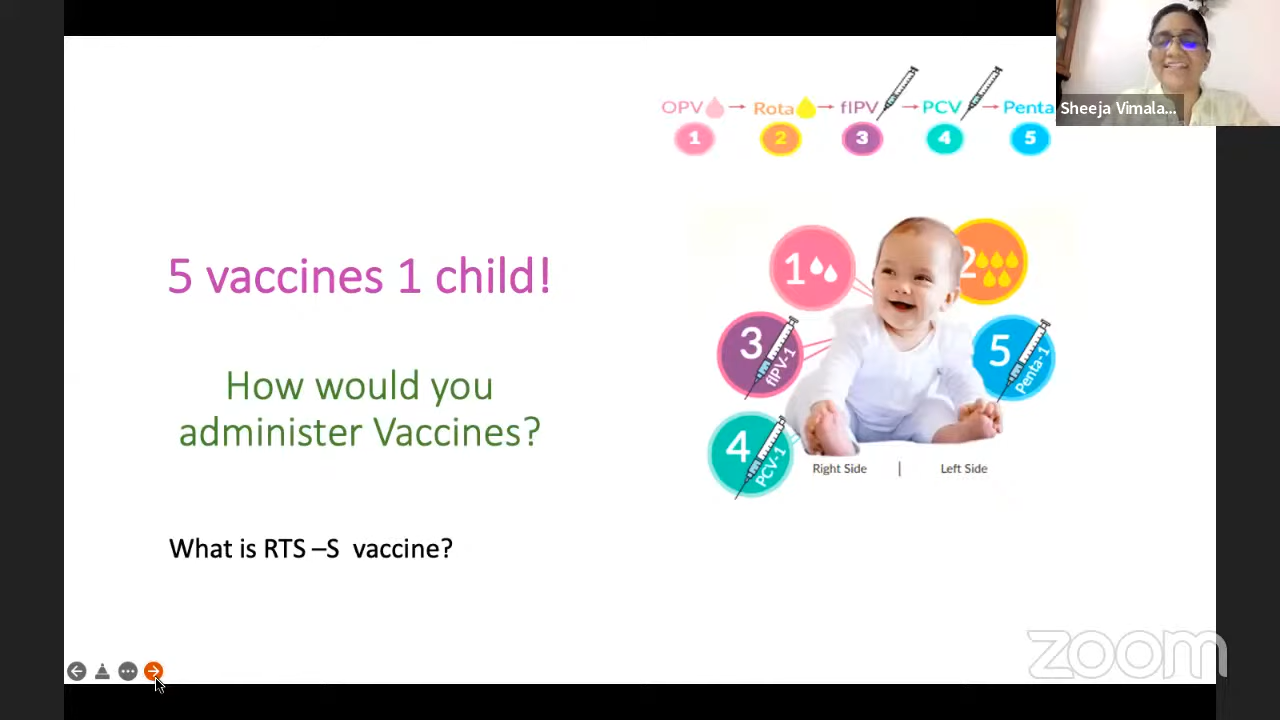 OPV → Rota → fIPV → PCV → Penta
1 2 3 4 5
Sheeja Vimala...
5 vaccines 1 child!
How would you
administer Vaccines?
What is RTS –S vaccine?
1
2
3
fIPV-1
5
Penta-1
4
PCV-1
Right Side | Left Side
zoom